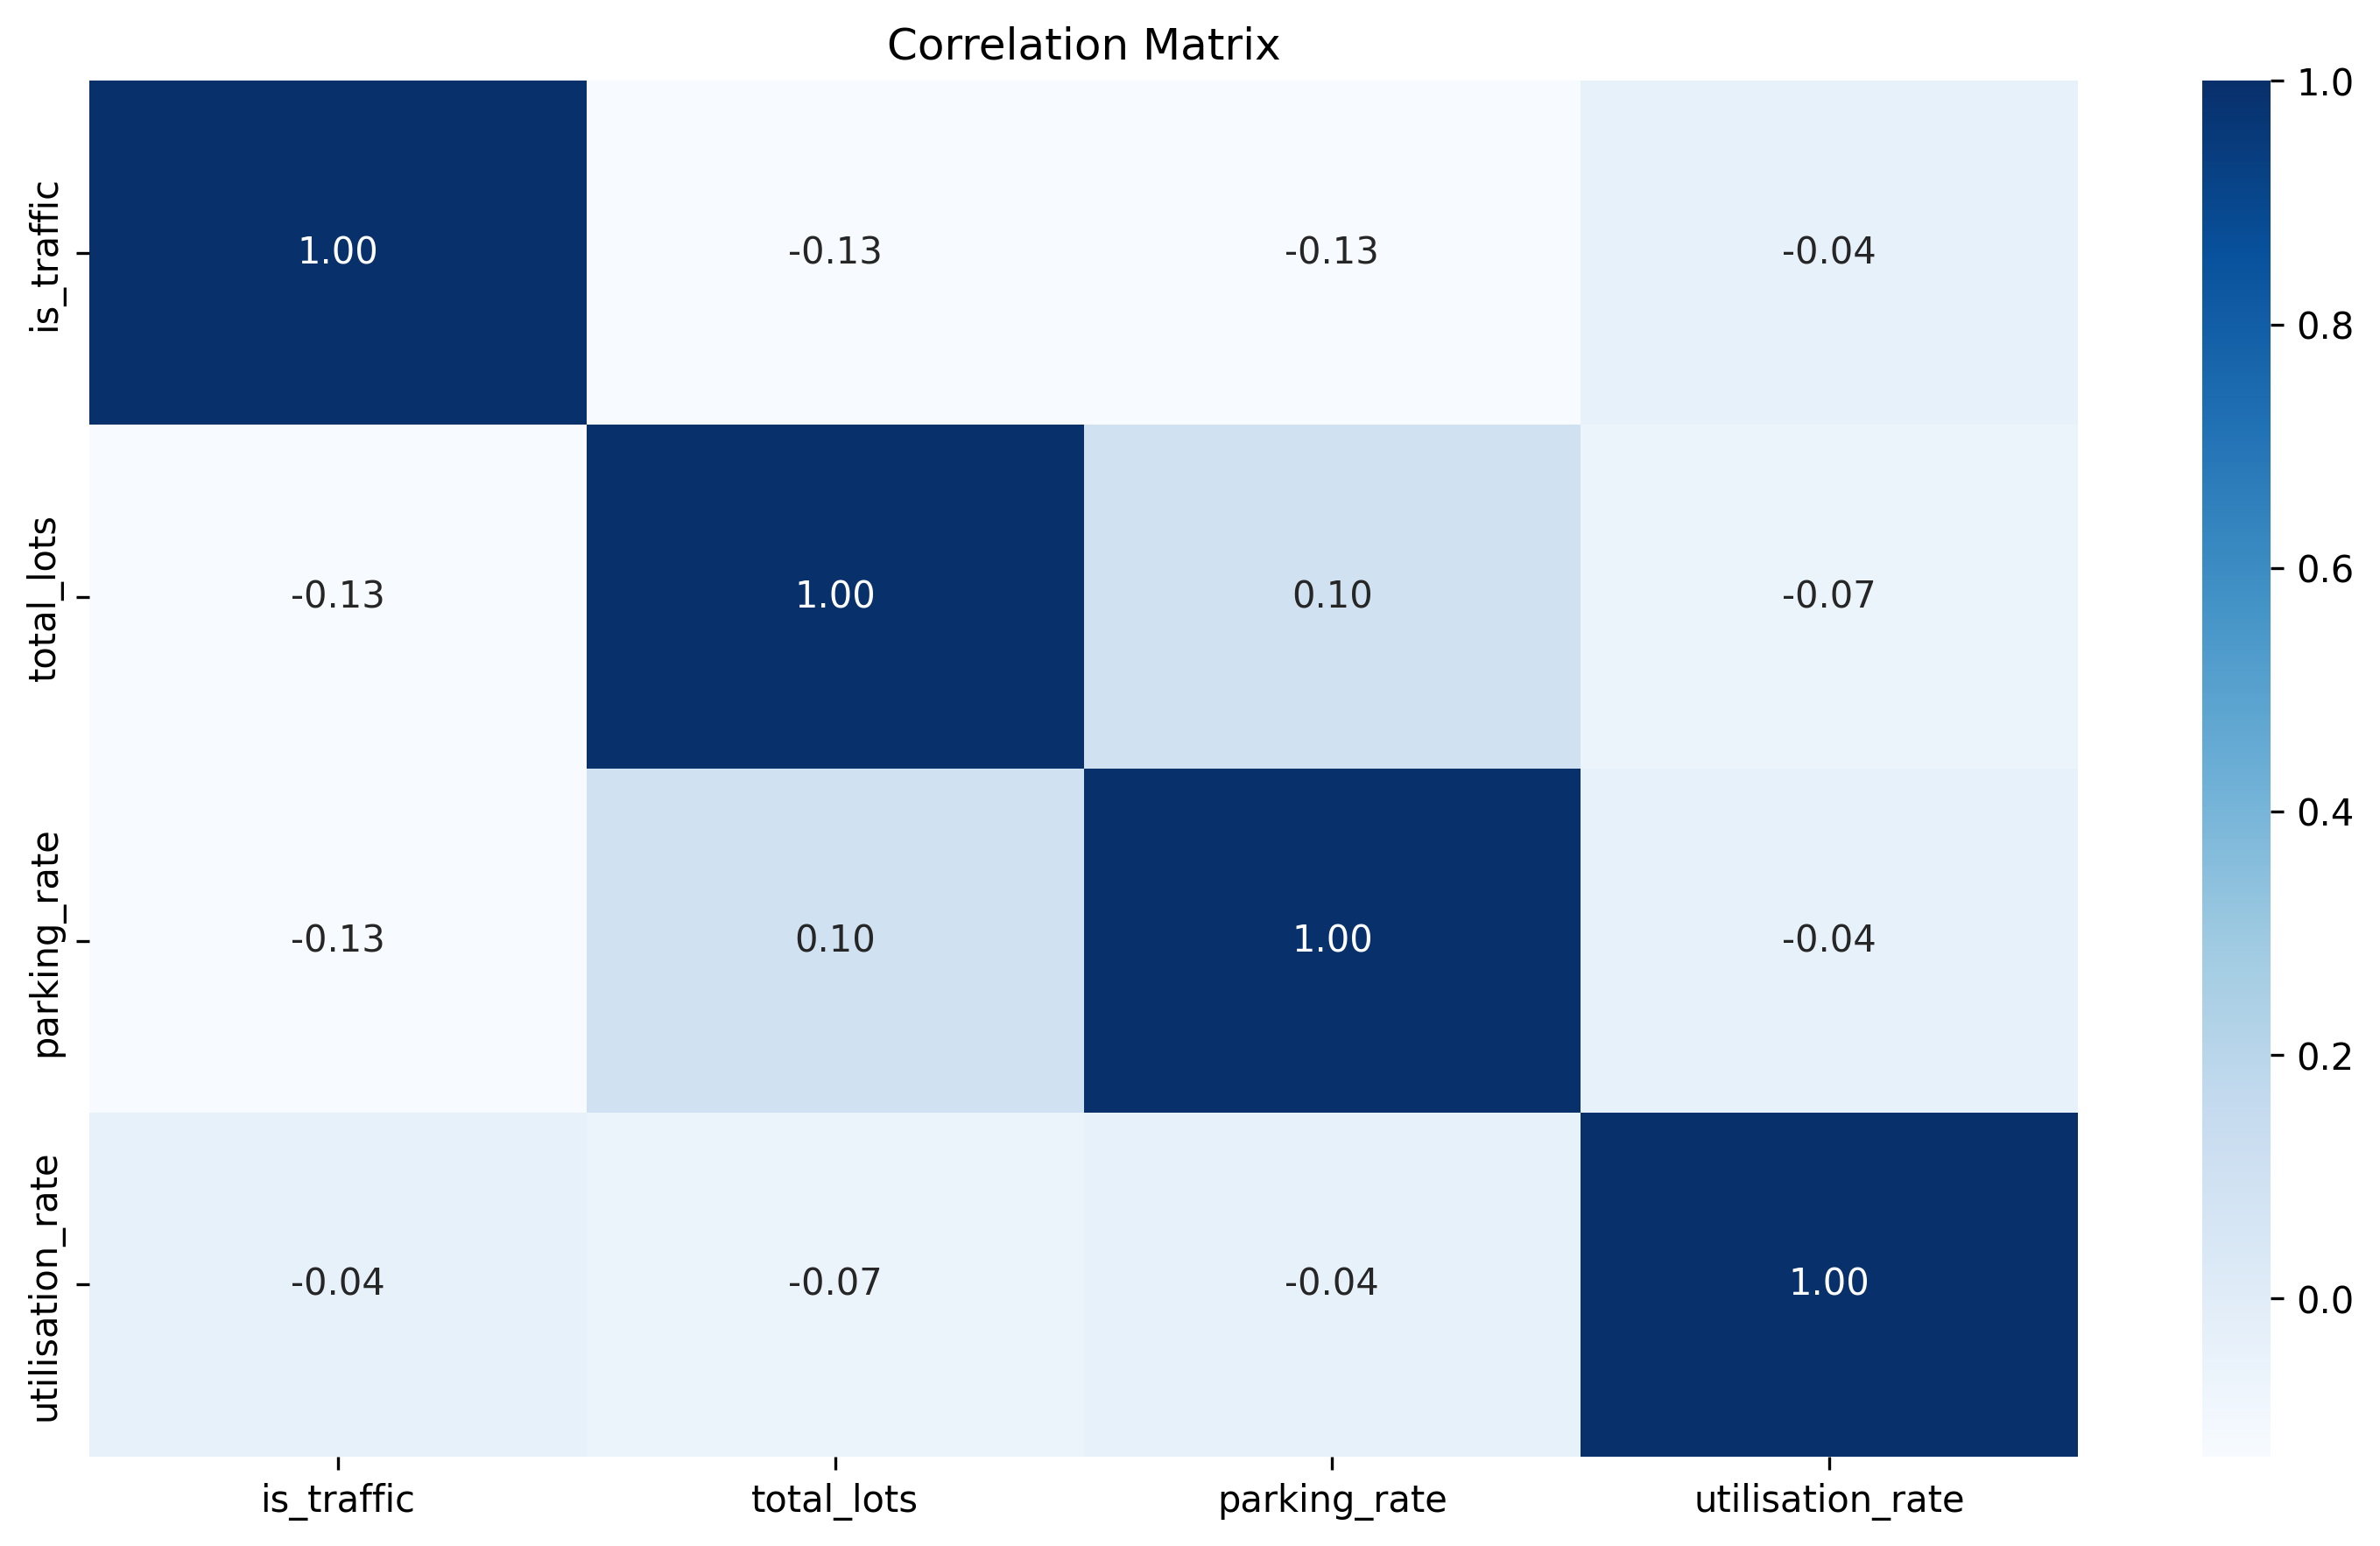 Correlation Matrix
is_traffic
1.00 -0.13 -0.13 -0.04
total_lots
-0.13 1.00 0.10 -0.07
parking_rate
-0.13 0.10 1.00 -0.04
utilisation_rate
-0.04 -0.07 -0.04 1.00
is_traffic total_lots parking_rate utilisation_rate
1.0
0.8
0.6
0.4
0.2
0.0